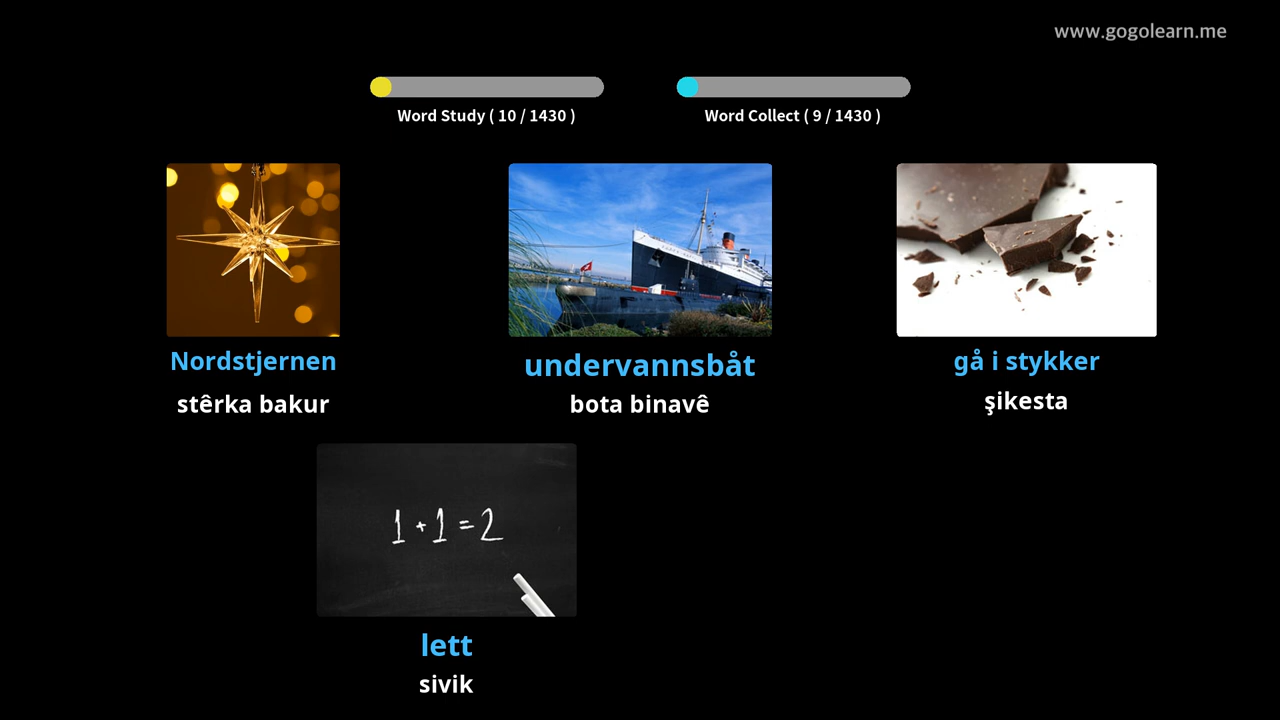 www.gogolearn.me
Word Study ( 10 / 1430 )
Word Collect ( 9 / 1430 )
Nordstjernen
stêrka bakur
undervannsbåt
bota binavê
gå i stykker
şikesta
1 + 1 = 2
lett
sivik